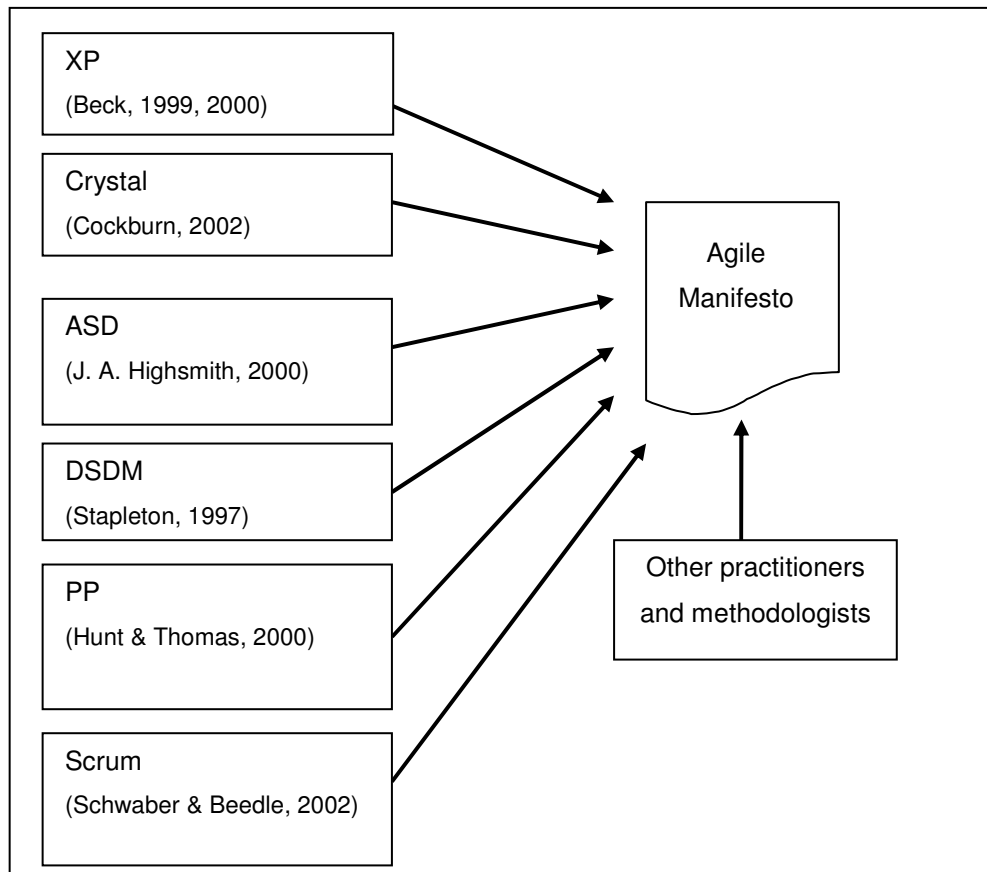 XP
(Beck, 1999, 2000)
Crystal
(Cockburn, 2002)
ASD
(J. A. Highsmith, 2000)
DSDM
(Stapleton, 1997)
PP
(Hunt & Thomas, 2000)
Scrum
(Schwaber & Beedle, 2002)
Agile
Manifesto
Other practitioners
and methodologists